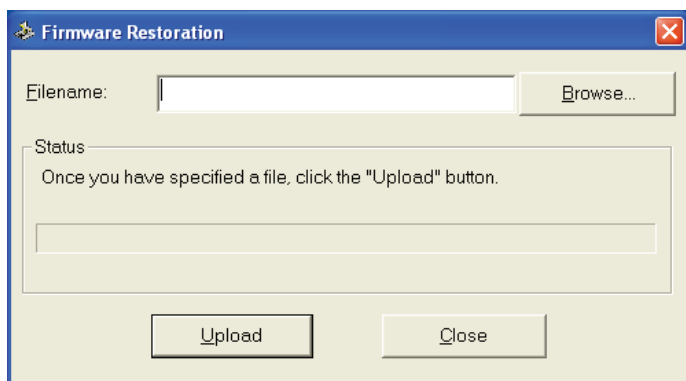 Firmware Restoration
Filename:
Browse...
Status
Once you have specified a file, click the "Upload" button.
Upload
Close